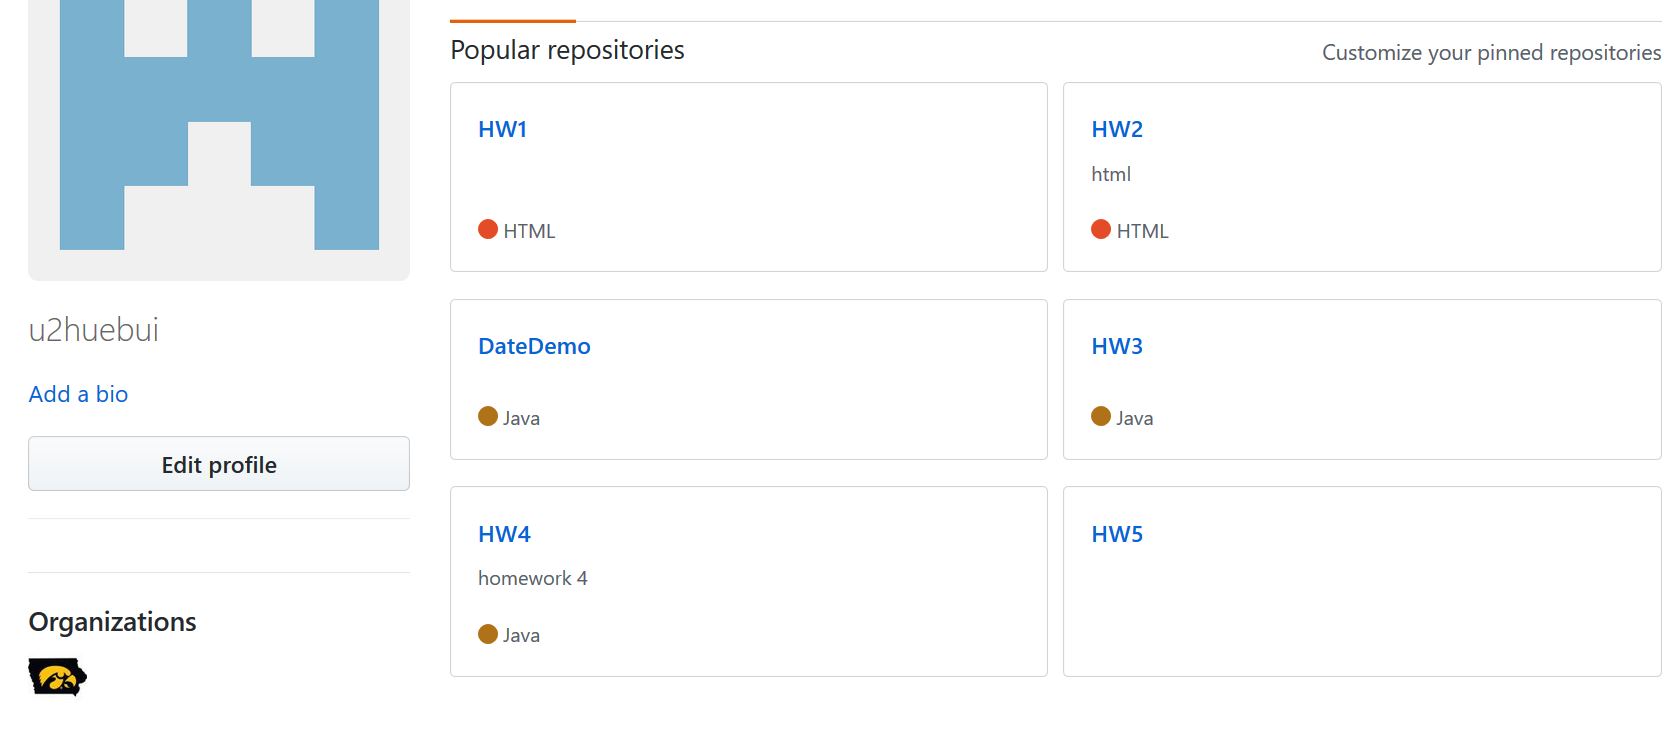 Popular repositories
Customize your pinned repositories
HW1
HTML
HW2
html
HTML
DateDemo
Java
HW3
Java
HW4
homework 4
Java
HW5
u2huebui
Add a bio
Edit profile
Organizations